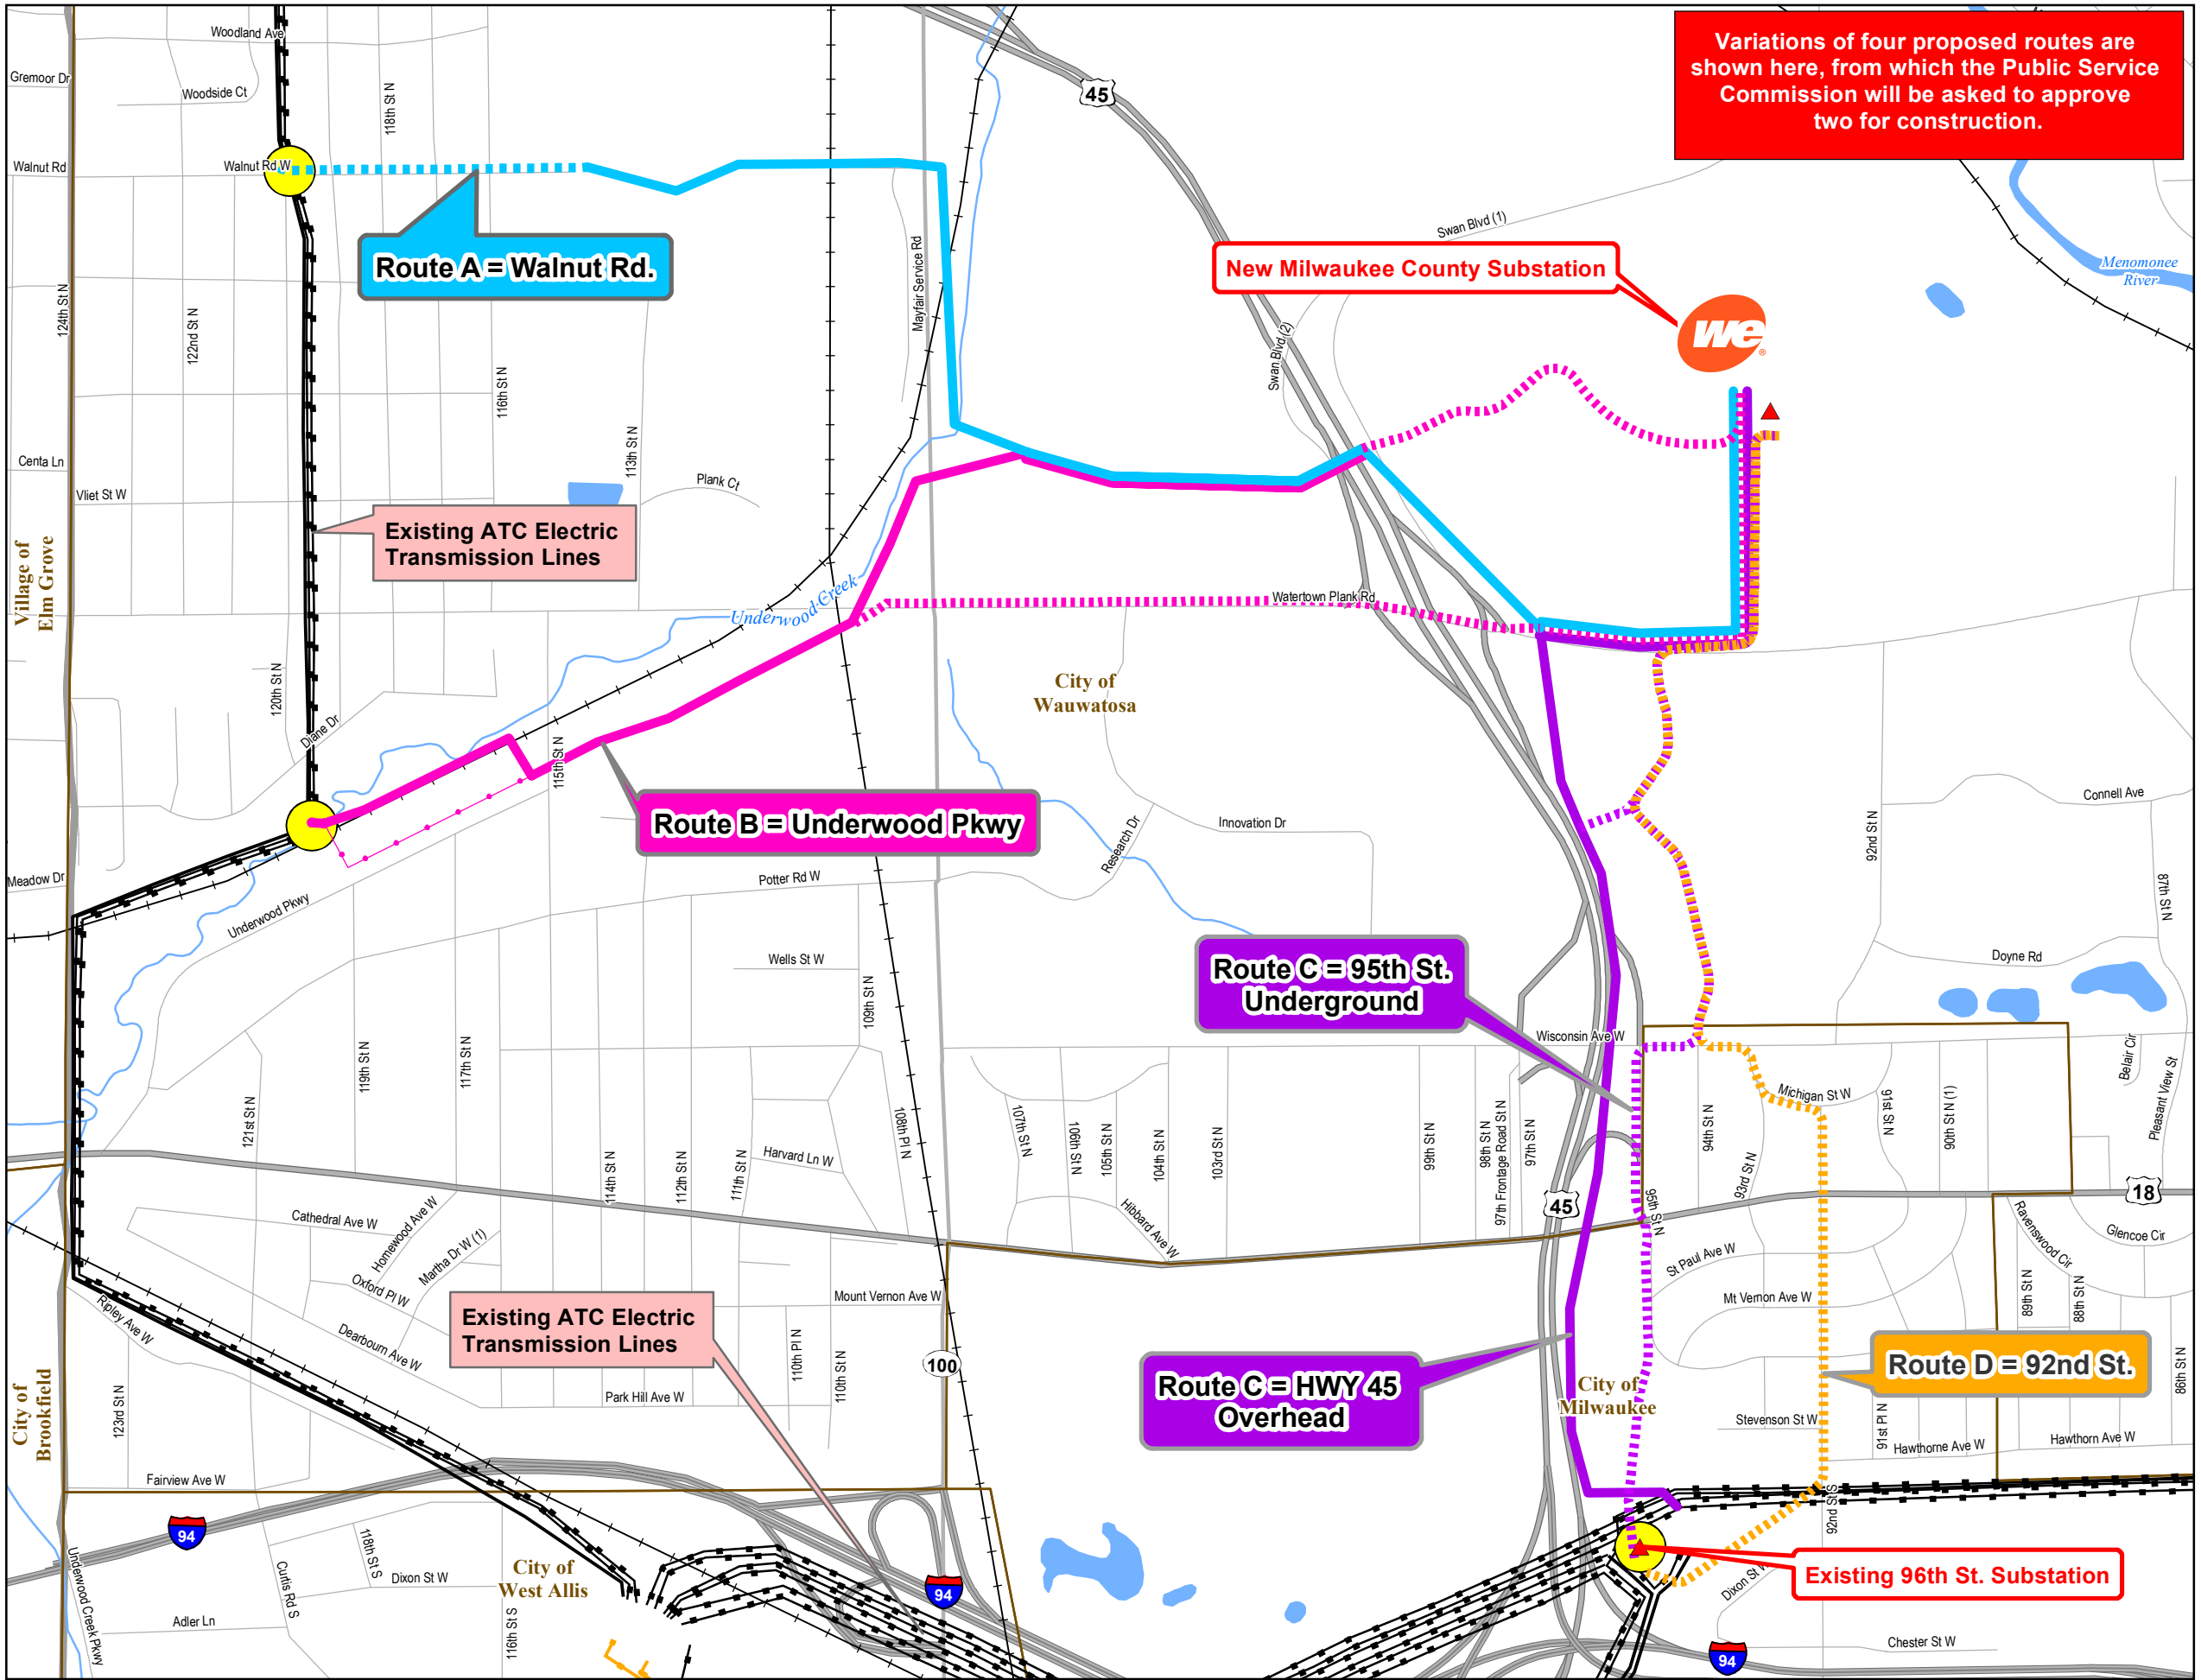 Variations of four proposed routes are
shown here, from which the Public Service
Commission will be asked to approve
two for construction.
Woodland Ave
Gremoor Dr
Woodside Ct
118th St N
45
Walnut Rd
Walnut Rd W
Route A = Walnut Rd.
Swan Blvd (1)
New Milwaukee County Substation
Menomonee
River
we
®
124th St N
122nd St N
Mayfair Service Rd
Swan Blvd (2)
116th St N
113th St N
Centa Ln
Vliet St W
Plank Ct
Existing ATC Electric
Transmission Lines
Village of
Elm Grove
Underwood Creek
Watertown Plank Rd
City of
Wauwatosa
120th St N
Diane Dr
115th St N
Route B = Underwood Pkwy
Innovation Dr
Research Dr
Connell Ave
92nd St N
87th St N
Meadow Dr
Underwood Pkwy
Potter Rd W
Wells St W
109th St N
Route C = 95th St.
Underground
Doyne Rd
Wisconsin Ave W
Belair Cir
Pleasant View St
119th St N
117th St N
121st St N
108th Pl N
107th St N
106th St N
105th St N
104th St N
103rd St N
99th St N
98th St N
97th Frontage Road St N
97th St N
Michigan St W
94th St N
93rd St N
91st St N
90th St N (1)
Harvard Ln W
114th St N
112th St N
111th St N
45
95th St N
18
Cathedral Ave W
Homewood Ave W
Martha Dr W (1)
Oxford Pl W
Hibbard Ave W
Ravenswood Cir
Glencoe Cir
St Paul Ave W
Mt Vernon Ave W
89th St N
88th St N
Ripley Ave W
Dearbourn Ave W
Existing ATC Electric
Transmission Lines
Mount Vernon Ave W
110th Pl N
110th St N
100
Park Hill Ave W
Route C = HWY 45
Overhead
City of
Milwaukee
Route D = 92nd St.
86th St N
City of
Brookfield
123rd St N
Stevenson St W
91st Pl N
Hawthorne Ave W
Hawthorn Ave W
Fairview Ave W
94
118th St S
92nd St S
Underwood Creek Pkwy
Curtis Rd S
Dixon St W
City of
West Allis
94
Dixon St
Existing 96th St. Substation
Adler Ln
116th St S
94
Chester St W